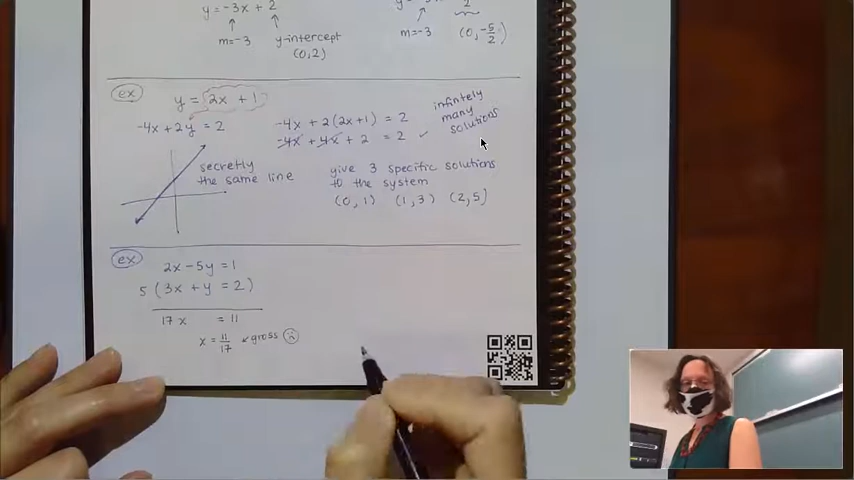 y = -3x + 2
m=-3
y-intercept
(0,2)
m=-3
(0, -5/2)
ex
y = 2x + 1
-4x + 2y = 2
-4x + 2(2x+1) = 2
-4x + 4x + 2 = 2 ✓
infintely
many
solutions
secretly
the same line
give 3 specific solutions
to the system
(0,1) (1,3) (2,5)
ex
2x - 5y = 1
5 (3x + y = 2)
17x = 11
x = 11/17 ↙gross ☹